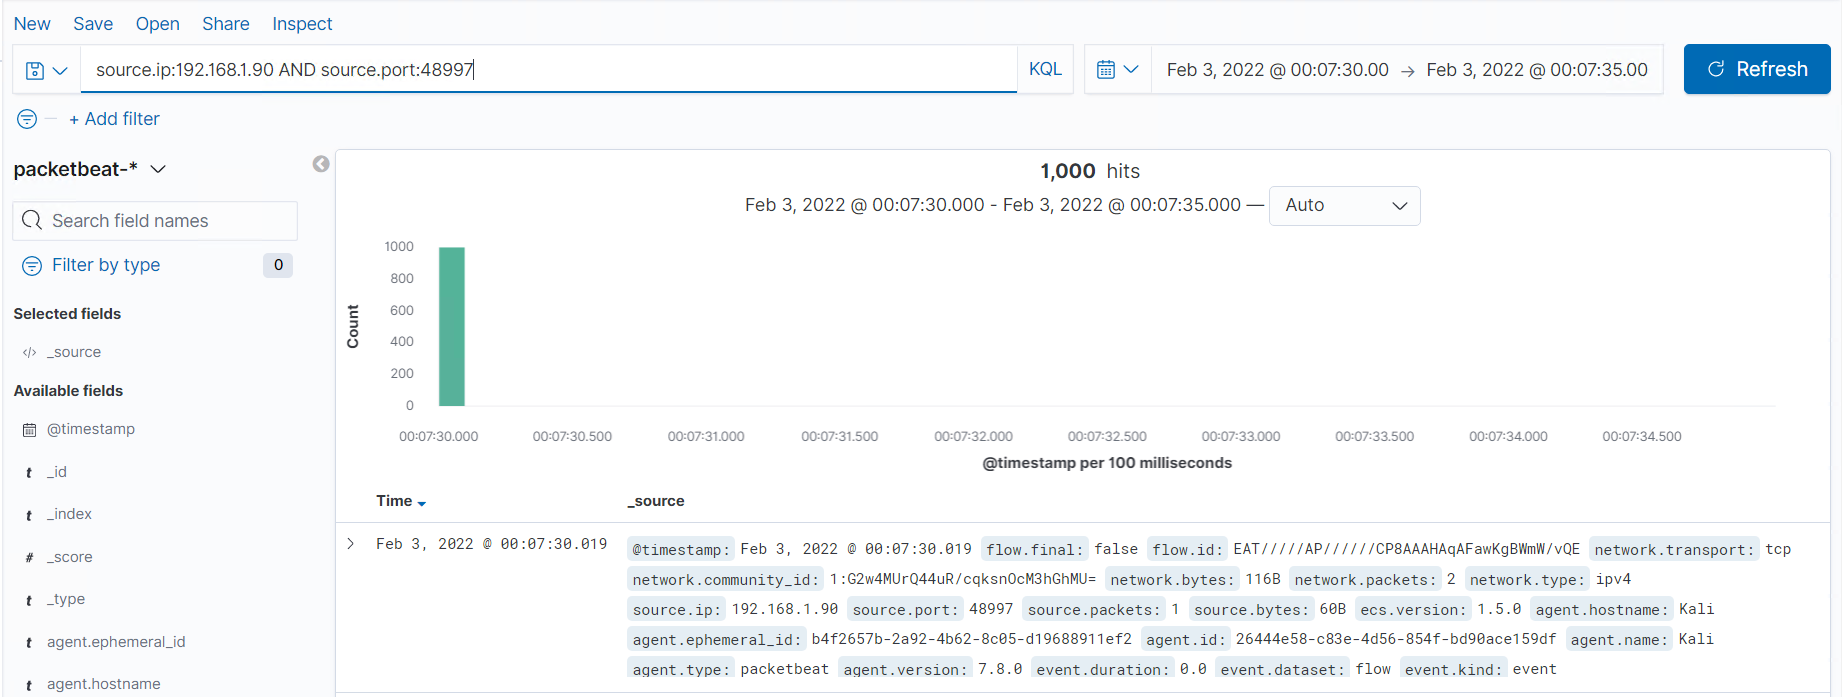 New Save Open Share Inspect
source.ip:192.168.1.90 AND source.port:48997 KQL Feb 3, 2022 @ 00:07:30.00 → Feb 3, 2022 @ 00:07:35.00 Refresh
+ Add filter
packetbeat-*
Search field names
Filter by type 0
Selected fields
_source
Available fields
@timestamp
t _id
t _index
# _score
t _type
t agent.ephemeral_id
t agent.hostname
1,000 hits
Feb 3, 2022 @ 00:07:30.000 - Feb 3, 2022 @ 00:07:35.000 — Auto
Count
1000
800
600
400
200
0
00:07:30.000 00:07:30.500 00:07:31.000 00:07:31.500 00:07:32.000 00:07:32.500 00:07:33.000 00:07:33.500 00:07:34.000 00:07:34.500
@timestamp per 100 milliseconds
Time _source
Feb 3, 2022 @ 00:07:30.019
@timestamp: Feb 3, 2022 @ 00:07:30.019 flow.final: false flow.id: EAT/////AP//////CP8AAAHAqAFawKgBWmW/vQE network.transport: tcp
network.community_id: 1:G2w4MUrQ44uR/cqksnOcM3hGhMU= network.bytes: 116B network.packets: 2 network.type: ipv4
source.ip: 192.168.1.90 source.port: 48997 source.packets: 1 source.bytes: 60B ecs.version: 1.5.0 agent.hostname: Kali
agent.ephemeral_id: b4f2657b-2a92-4b62-8c05-d19688911ef2 agent.id: 26444e58-c83e-4d56-854f-bd90ace159df agent.name: Kali
agent.type: packetbeat agent.version: 7.8.0 event.duration: 0.0 event.dataset: flow event.kind: event